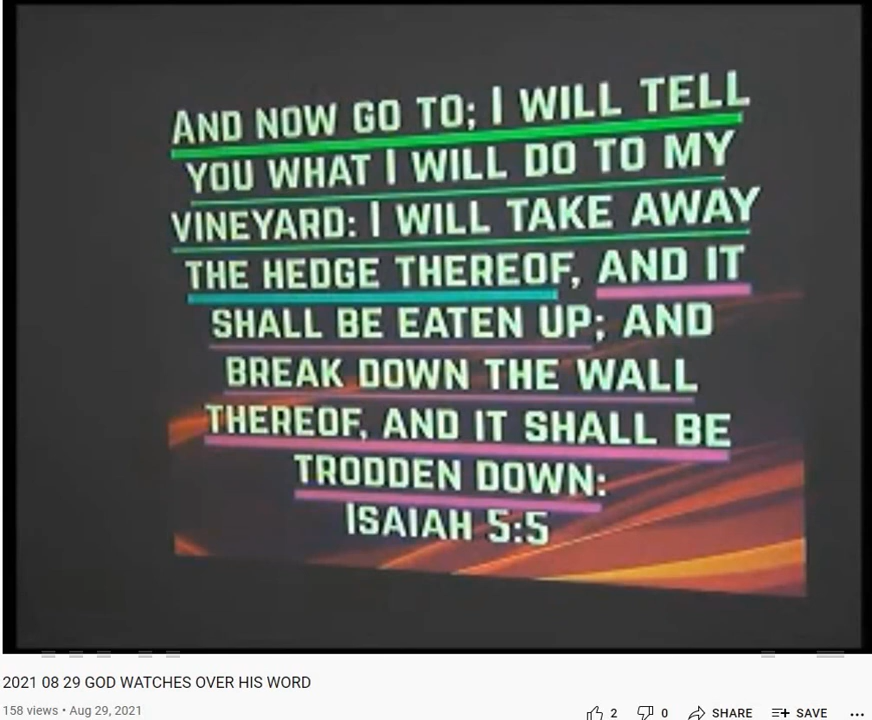 AND NOW GO TO; I WILL TELL
YOU WHAT I WILL DO TO MY
VINEYARD: I WILL TAKE AWAY
THE HEDGE THEREOF, AND IT
SHALL BE EATEN UP; AND
BREAK DOWN THE WALL
THEREOF, AND IT SHALL BE
TRODDEN DOWN:
ISAIAH 5:5
2021 08 29 GOD WATCHES OVER HIS WORD
158 views • Aug 29, 2021
2 0 SHARE SAVE ...